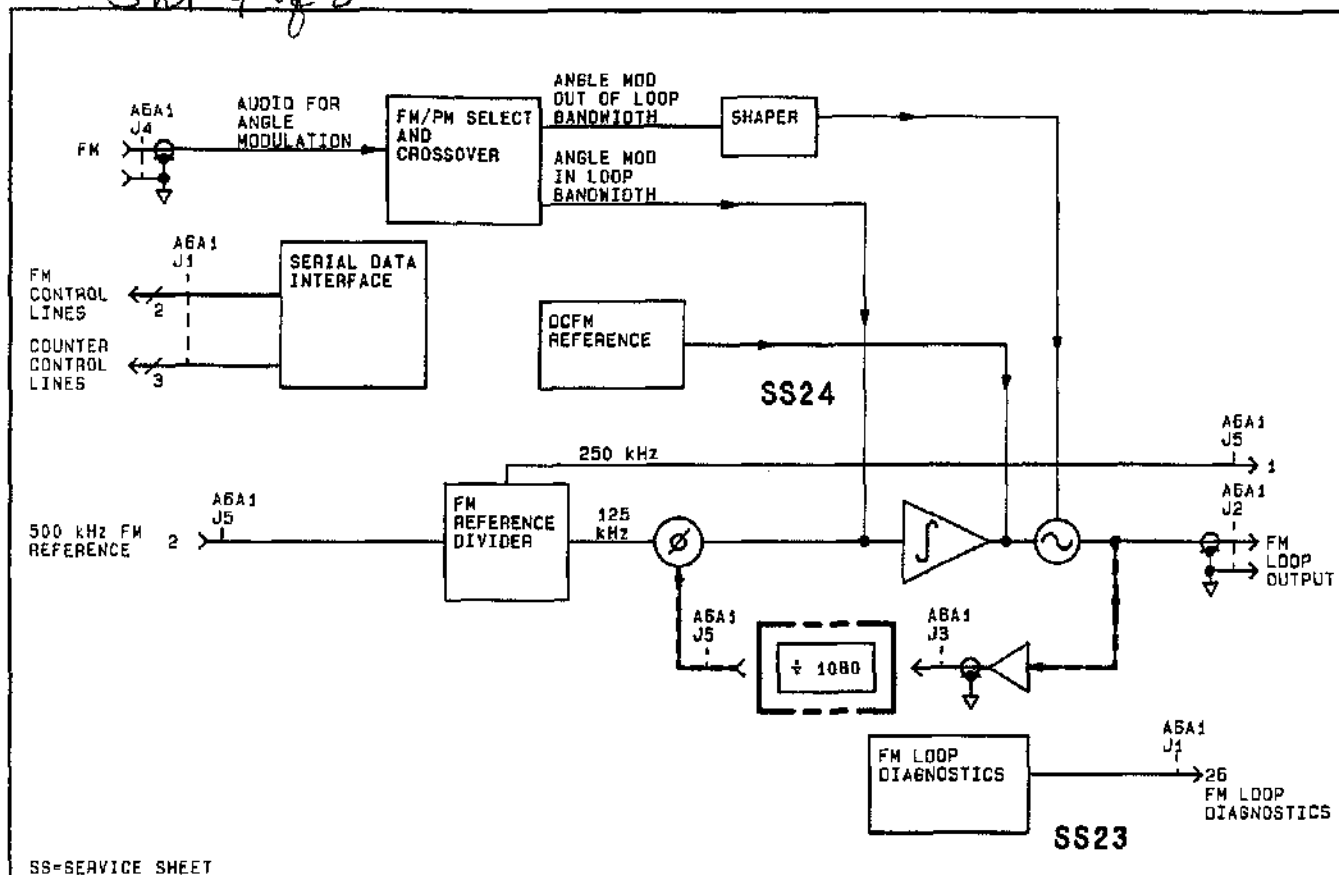 Sht 4 of 5
A6A1
J4
FM
AUDIO FOR
ANGLE
MODULATION
FM/PM SELECT
AND
CROSSOVER
ANGLE MOD
OUT OF LOOP
BANDWIDTH
SHAPER
ANGLE MOD
IN LOOP
BANDWIDTH
A6A1
J1
FM
CONTROL
LINES
2
COUNTER
CONTROL
LINES
3
SERIAL DATA
INTERFACE
DCFM
REFERENCE
SS24
250 kHz
A6A1
J5
1
500 kHz FM
REFERENCE
2
A6A1
J5
FM
REFERENCE
DIVIDER
125
kHz
ϕ
∫
A6A1
J2
FM
LOOP
OUTPUT
A6A1
J5
÷ 1080
A6A1
J3
FM LOOP
DIAGNOSTICS
A6A1
J1
26
FM LOOP
DIAGNOSTICS
SS23
SS=SERVICE SHEET